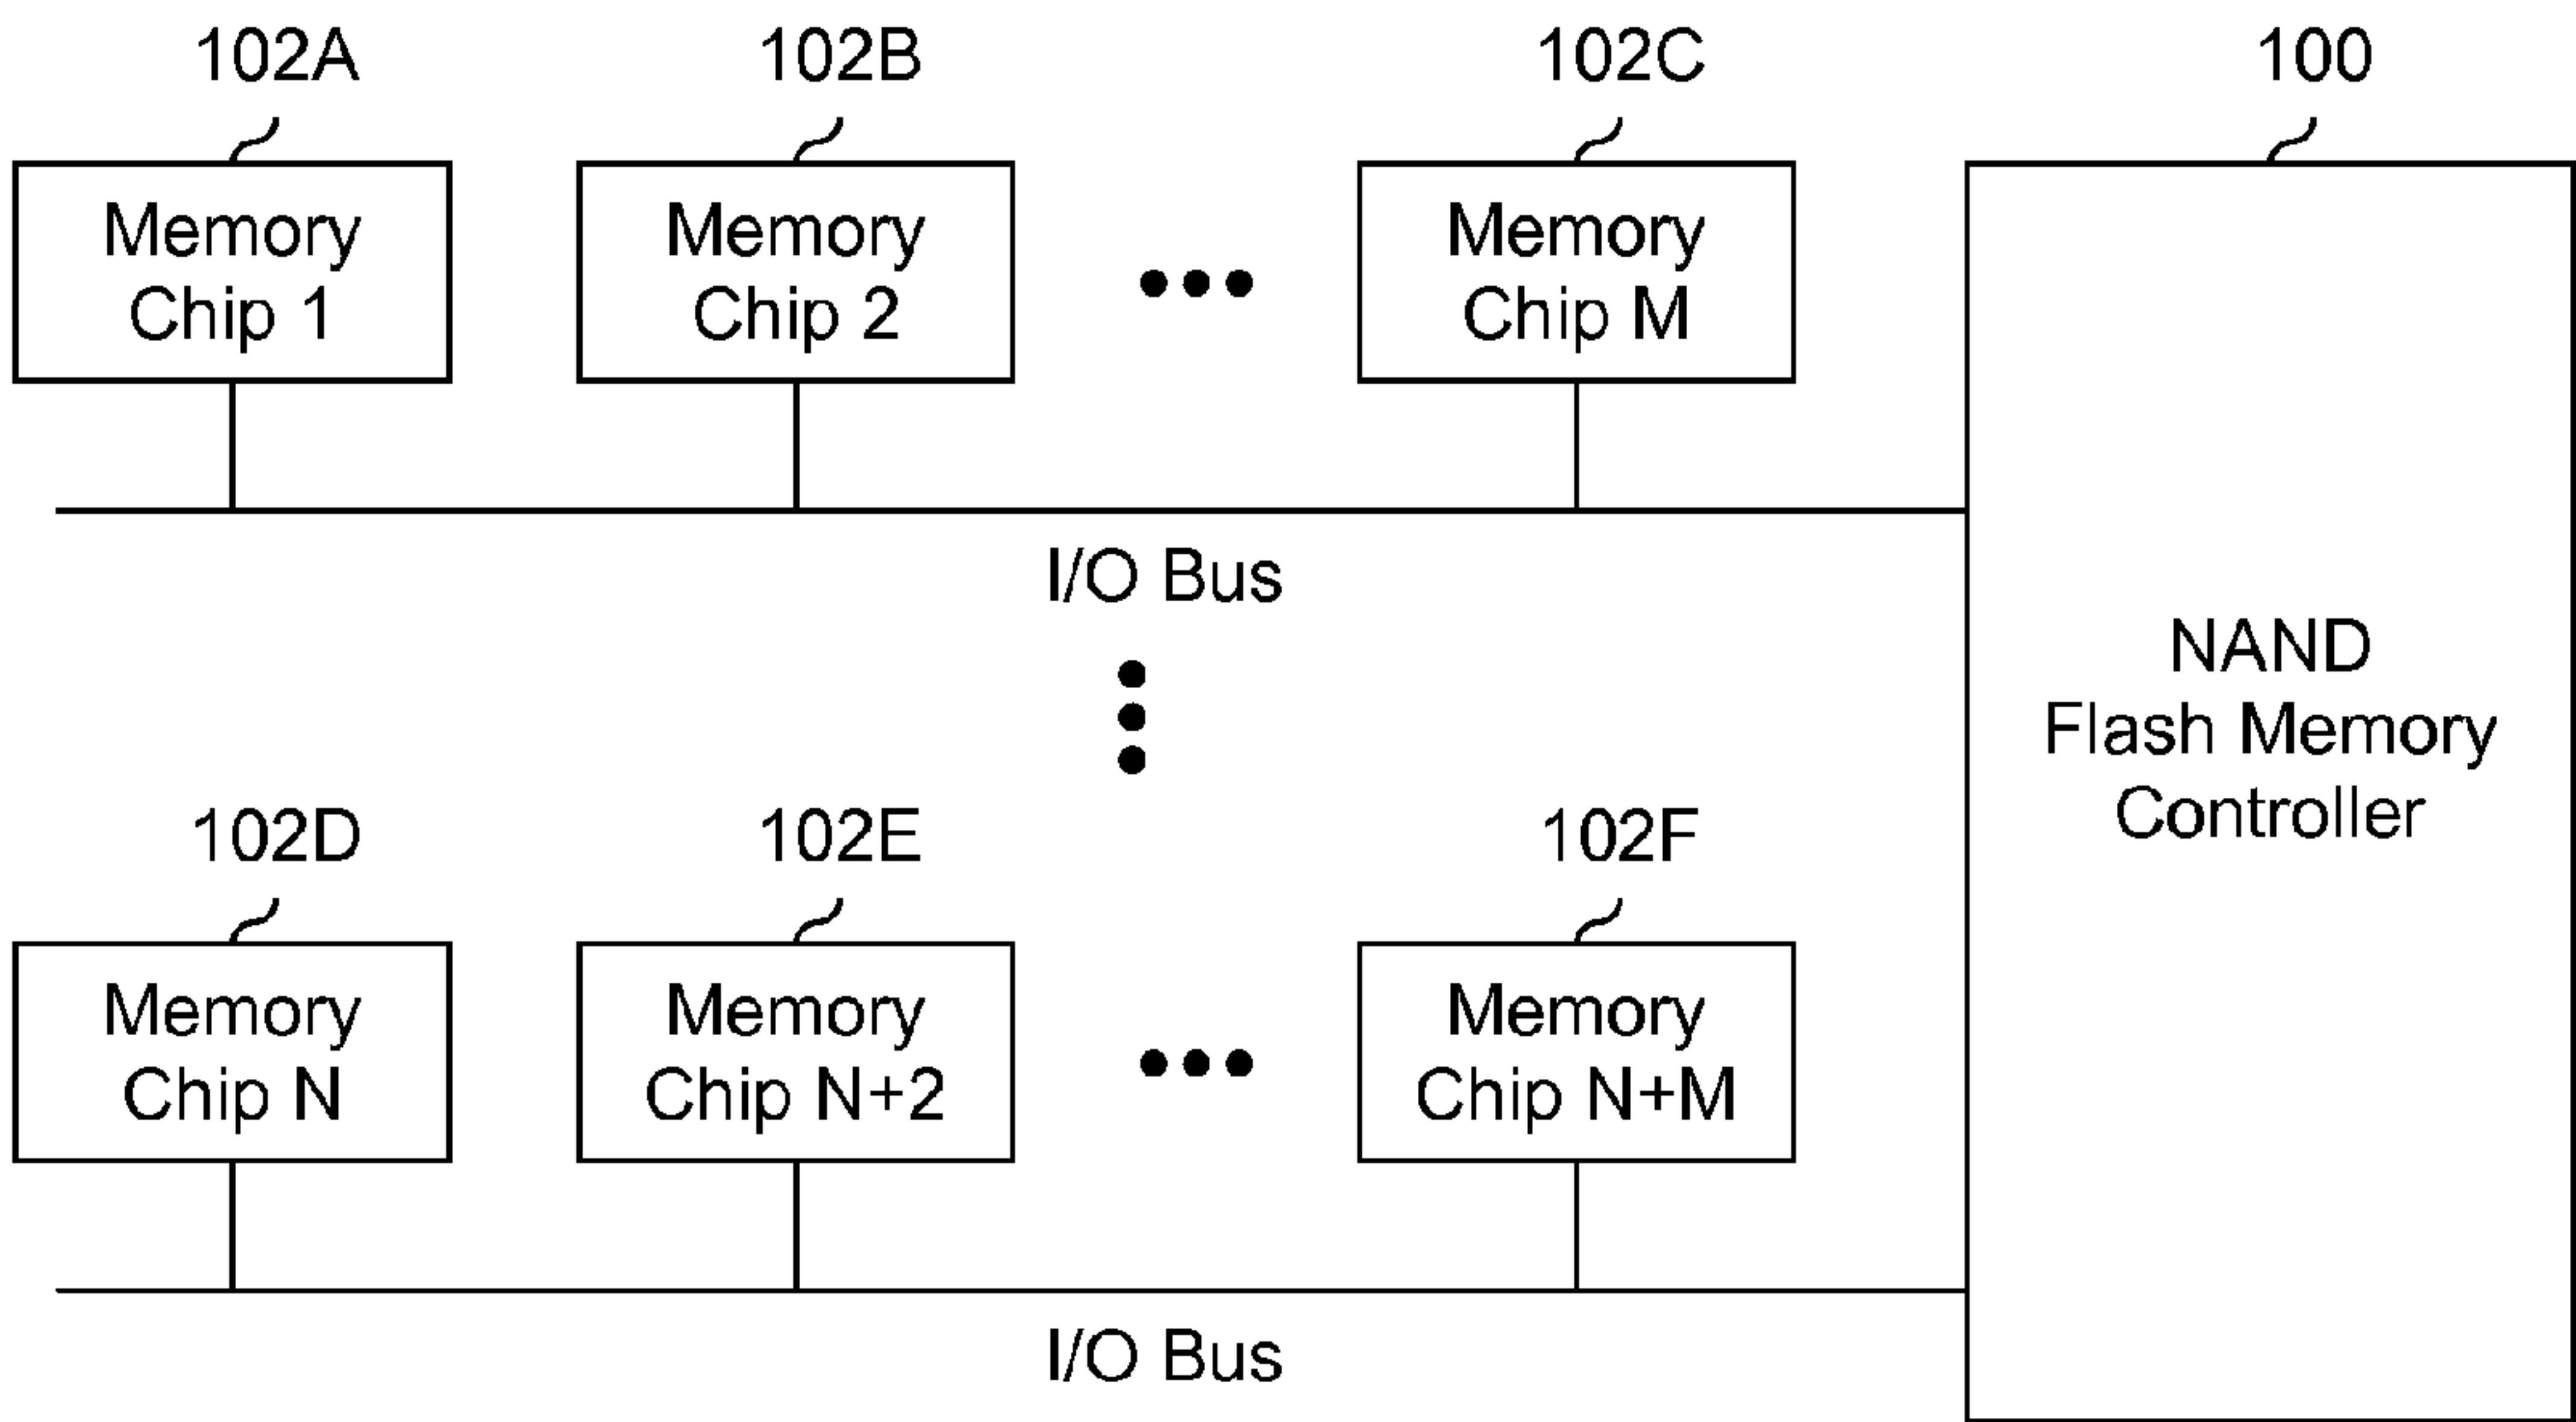 102A
102B
102C
100
Memory
Chip 1
Memory
Chip 2
Memory
Chip M
I/O Bus
NAND
Flash Memory
Controller
102D
102E
102F
Memory
Chip N
Memory
Chip N+2
Memory
Chip N+M
I/O Bus